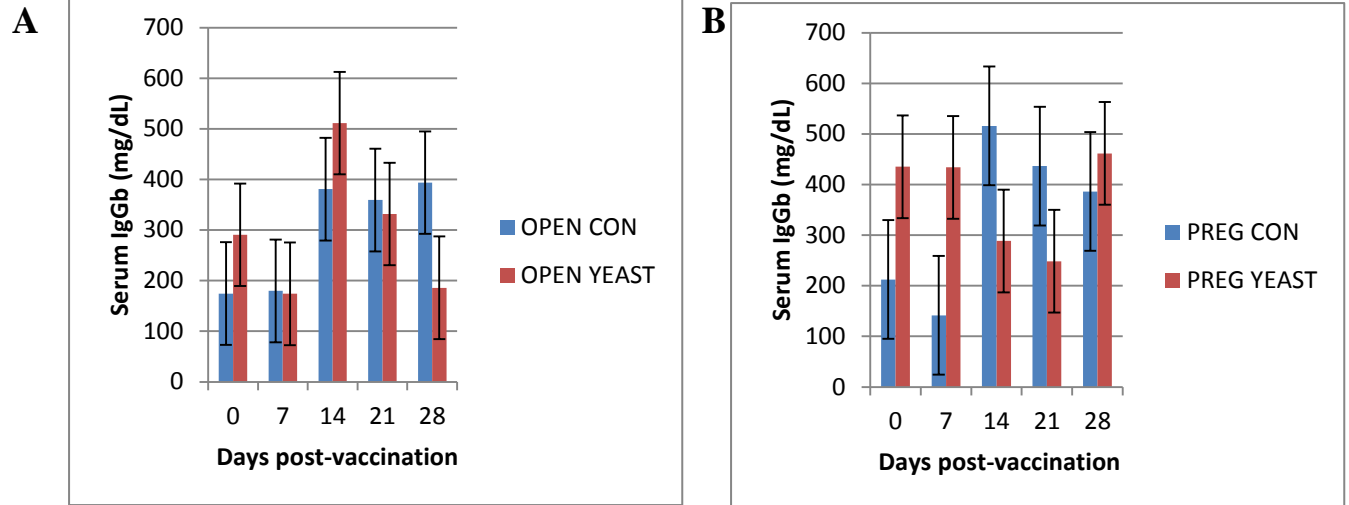 A
Serum IgGb (mg/dL)
700
600
500
400
300
200
100
0
0 7 14 21 28
Days post-vaccination
OPEN CON
OPEN YEAST
B
Serum IgGb (mg/dL)
700
600
500
400
300
200
100
0
0 7 14 21 28
Days post-vaccination
PREG CON
PREG YEAST